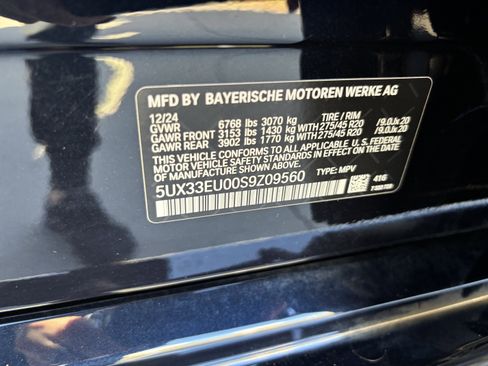 MFD BY BAYERISCHE MOTOREN WERKE AG
12/24
GVWR 6768 lbs 3070 kg TIRE / RIM
GAWR FRONT 3153 lbs 1430 kg WITH 275/45 R20 /9.0Jx20
GAWR REAR 3902 lbs 1770 kg WITH 275/45 R20 /9.0Jx20
THIS VEHICLE CONFORMS TO ALL APPLICABLE U.S. FEDERAL
MOTOR VEHICLE SAFETY STANDARDS IN EFFECT ON THE DATE
OF MANUFACTURE SHOWN ABOVE.
5UX33EU00S9Z09560 TYPE: MPV
416